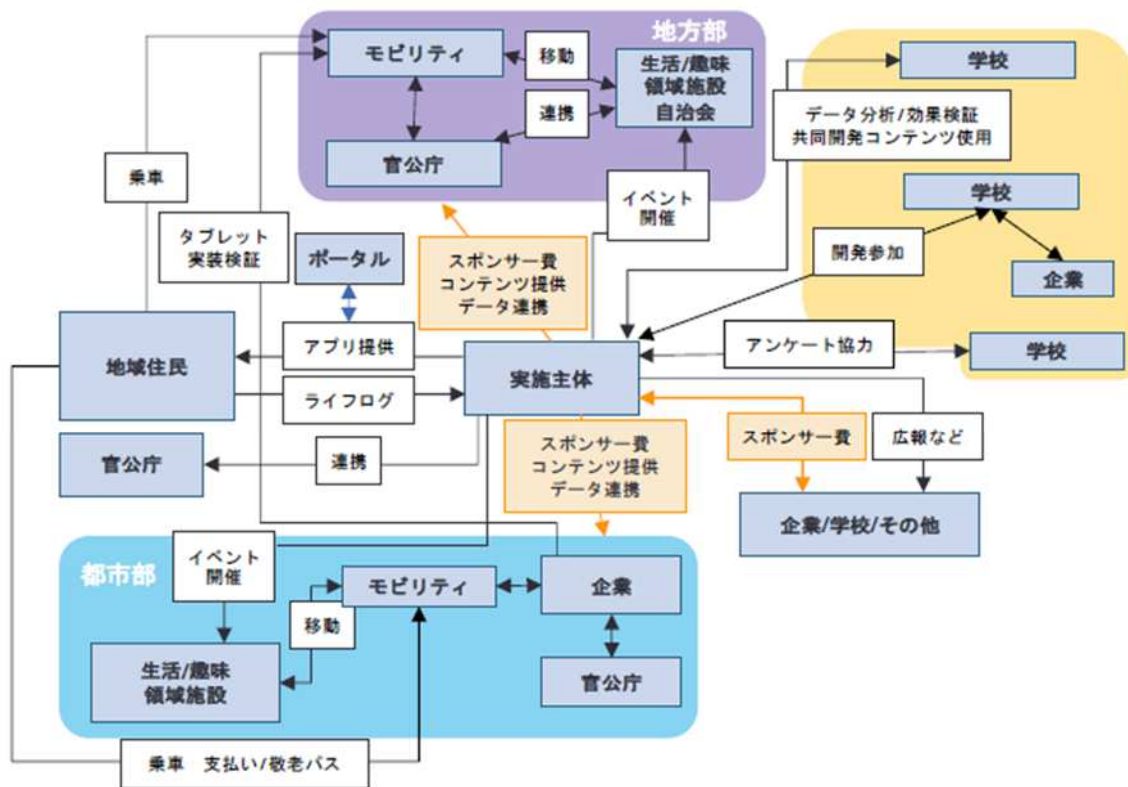 地方部
モビリティ
移動
生活/趣味
領域施設
自治会
連携
官公庁
学校
データ分析/効果検証
共同開発コンテンツ使用
学校
開発参加
企業
学校
アンケート協力
乗車
タブレット
実装検証
ポータル
スポンサー費
コンテンツ提供
データ連携
イベント
開催
地域住民
アプリ提供
ライフログ
実施主体
官公庁
連携
スポンサー費
コンテンツ提供
データ連携
スポンサー費
広報など
企業/学校/その他
都市部
イベント
開催
モビリティ
企業
移動
生活/趣味
領域施設
官公庁
乗車 支払い/敬老パス